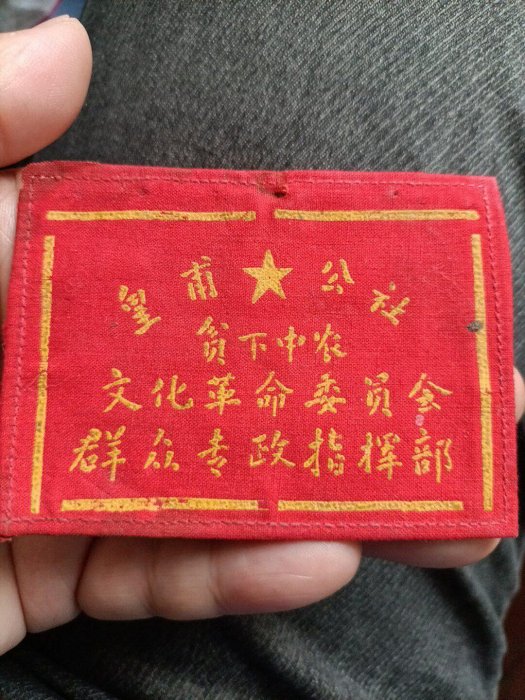 皇甫★公社
贫下中农
文化革命委员会
群众专政指挥部